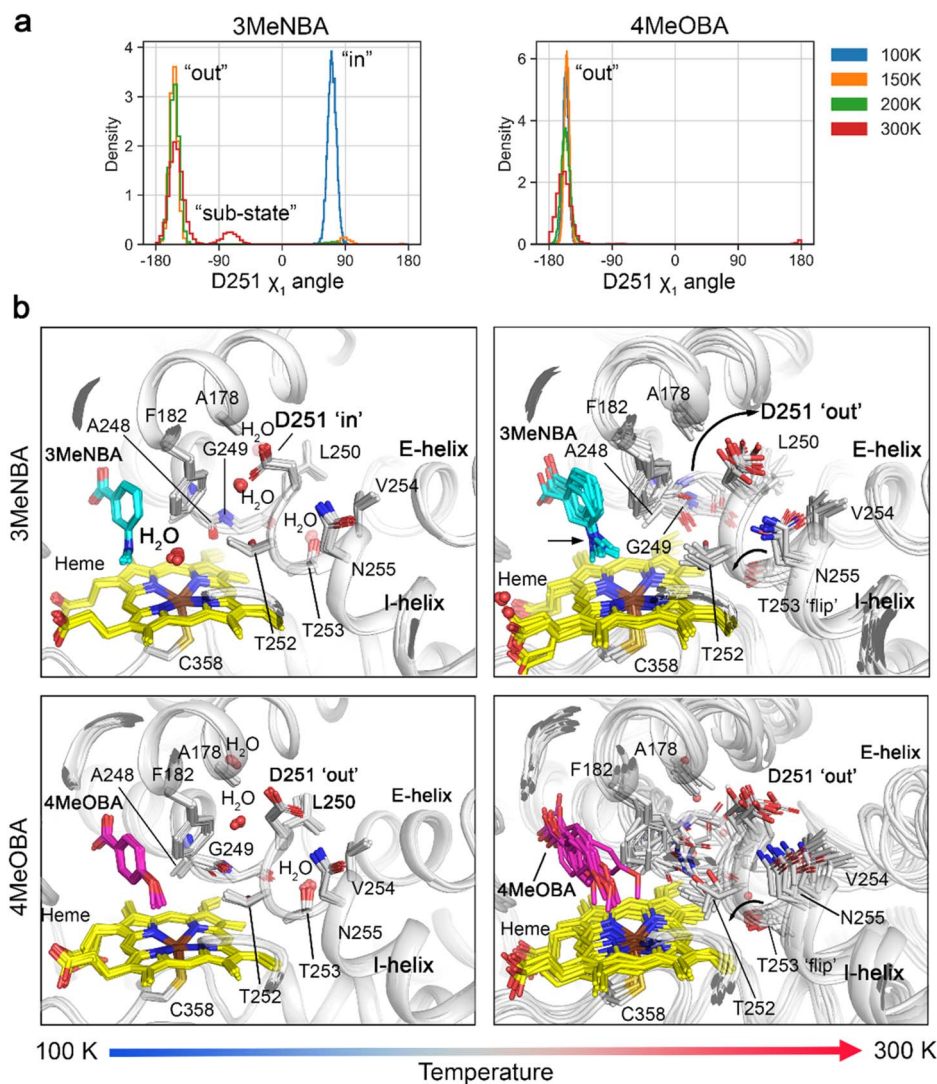 a
3MeNBA
4MeOBA
"out"
"in"
"sub-state"
4
3
2
1
0
Density
-180
-90
0
90
180
D251 χ1 angle
"out"
6
4
2
0
Density
-180
-90
0
90
180
D251 χ1 angle
100K
150K
200K
300K
b
3MeNBA
A178
F182
H2O
D251 'in'
A248
3MeNBA
G249
L250
E-helix
H2O
H2O
V254
H2O
Heme
N255
I-helix
T253
T252
C358
A178
F182
D251 'out'
3MeNBA
L250
A248
E-helix
V254
G249
Heme
N255
T253 'flip'
I-helix
T252
C358
4MeOBA
A178
H2O
F182
A248
H2O
D251 'out'
4MeOBA
L250
E-helix
G249
H2O
V254
Heme
N255
T253
I-helix
T252
C358
A178
E-helix
F182
D251 'out'
4MeOBA
V254
Heme
N255
T253 'flip'
I-helix
T252
C358
100 K
300 K
Temperature